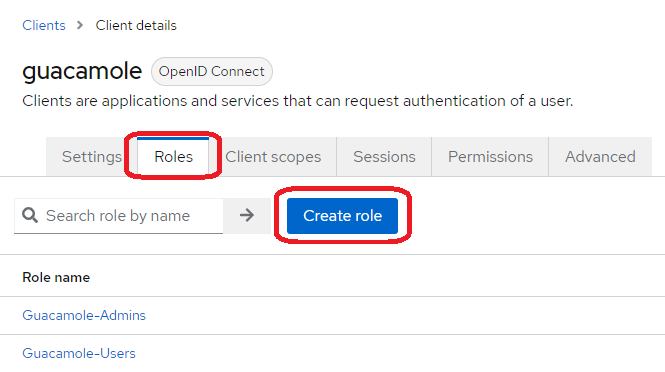 Clients > Client details
guacamole OpenID Connect
Clients are applications and services that can request authentication of a user.
Settings Roles Client scopes Sessions Permissions Advanced
Search role by name → Create role
Role name
Guacamole-Admins
Guacamole-Users